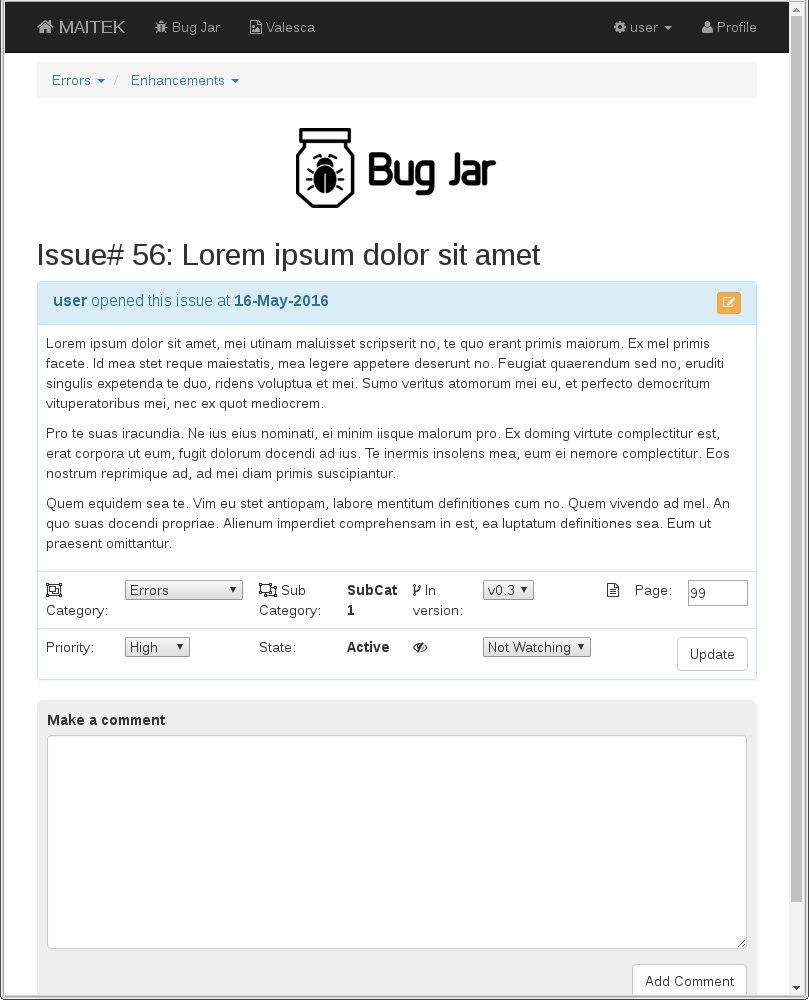 MAITEK Bug Jar Valesca user Profile
Errors / Enhancements
Bug Jar
Issue# 56: Lorem ipsum dolor sit amet
user opened this issue at 16-May-2016
Lorem ipsum dolor sit amet, mei utinam maluisset scripserit no, te quo erant primis maiorum. Ex mel primis
facete. Id mea stet reque maiestatis, mea legere appetere deserunt no. Feugiat quaerendum sed no, eruditi
singulis expetenda te duo, ridens voluptua et mei. Sumo veritus atomorum mei eu, et perfecto democritum
vituperatoribus mei, nec ex quot mediocrem.
Pro te suas iracundia. Ne ius eius nominati, ei minim iisque malorum pro. Ex doming virtute complectitur est,
erat corpora ut eum, fugit dolorum docendi ad ius. Te inermis insolens mea, eum ei nemore complectitur. Eos
nostrum reprimique ad, ad mei diam primis suscipiantur.
Quem equidem sea te. Vim eu stet antiopam, labore mentitum definitiones cum no. Quem vivendo ad mel. An
quo suas docendi propriae. Alienum imperdiet comprehensam in est, ea luptatum definitiones sea. Eum ut
praesent omittantur.
Errors Sub SubCat In v0.3 Page: 99
Category: Category: 1 version:
Priority: High State: Active Not Watching Update
Make a comment
Add Comment